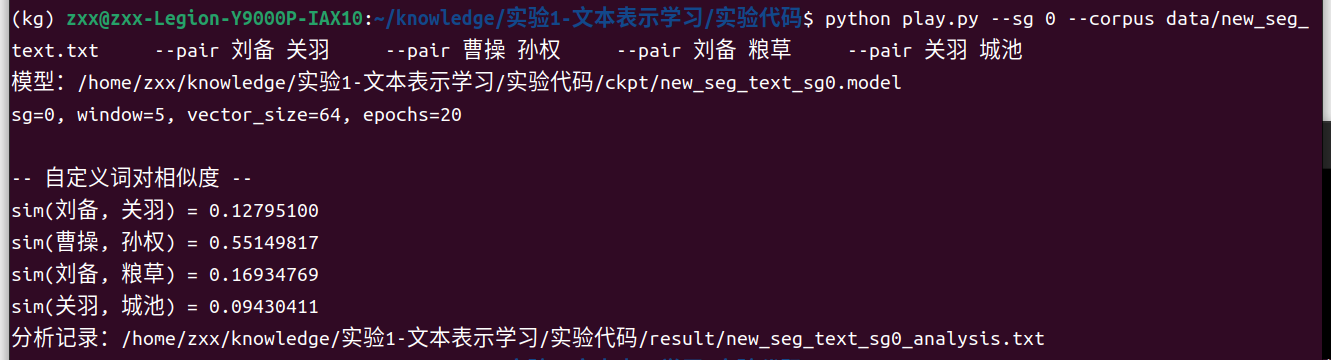 (kg) zxx@zxx-Legion-Y9000P-IAX10:~/knowledge/实验1-文本表示学习/实验代码$ python play.py --sg 0 --corpus data/new_seg_
text.txt     --pair 刘备 关羽     --pair 曹操 孙权     --pair 刘备 粮草     --pair 关羽 城池
模型: /home/zxx/knowledge/实验1-文本表示学习/实验代码/ckpt/new_seg_text_sg0.model
sg=0, window=5, vector_size=64, epochs=20
-- 自定义词对相似度 --
sim(刘备, 关羽) = 0.12795100
sim(曹操, 孙权) = 0.55149817
sim(刘备, 粮草) = 0.16934769
sim(关羽, 城池) = 0.09430411
分析记录: /home/zxx/knowledge/实验1-文本表示学习/实验代码/result/new_seg_text_sg0_analysis.txt